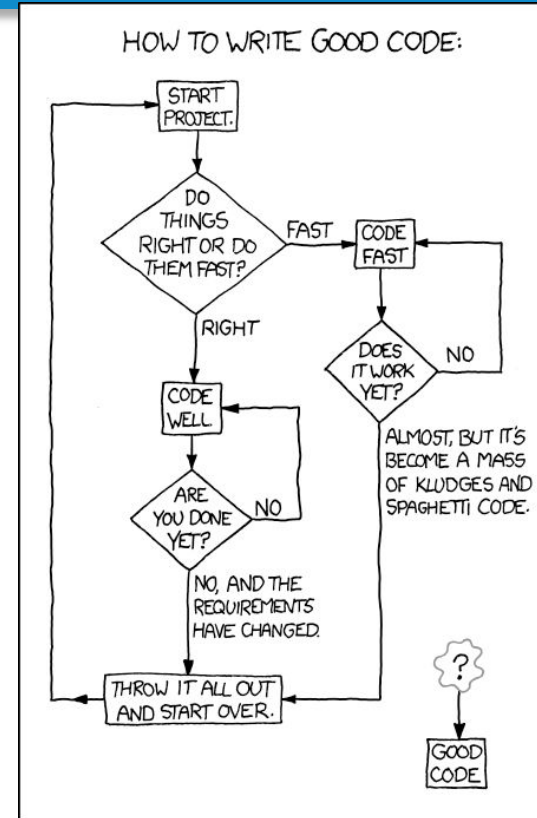 HOW TO WRITE GOOD CODE:
START
PROJECT.
DO
THINGS
RIGHT OR DO
THEM FAST?
FAST
CODE
FAST
RIGHT
DOES
IT WORK
YET?
NO
CODE
WELL
ALMOST, BUT IT'S
BECOME A MASS
OF KLUDGES AND
SPAGHETTI CODE.
ARE
YOU DONE
YET?
NO
NO, AND THE
REQUIREMENTS
HAVE CHANGED.
THROW IT ALL OUT
AND START OVER.
?
GOOD
CODE